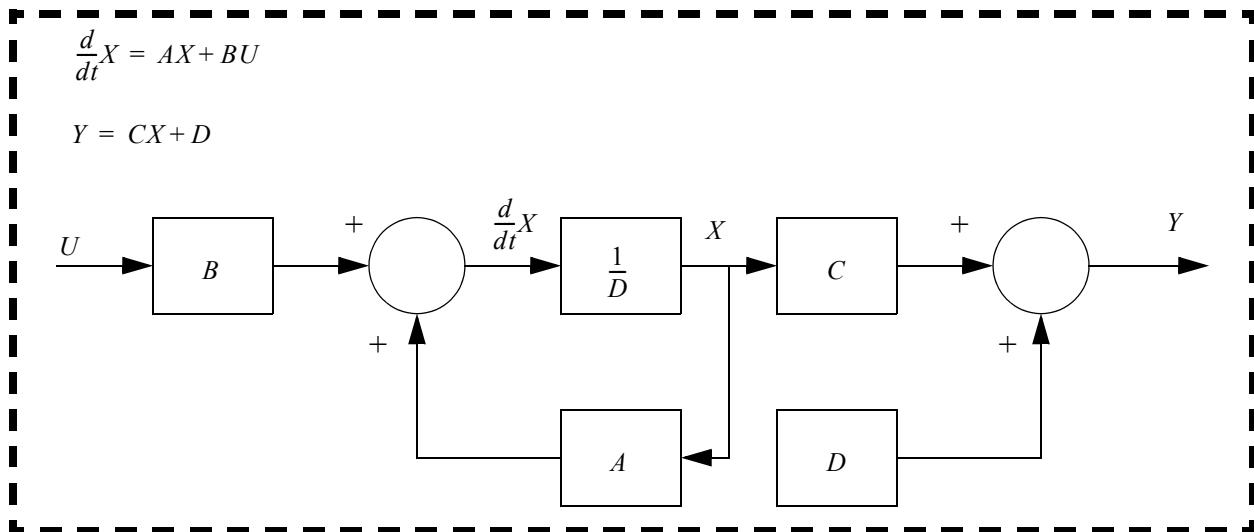 d/dt X = AX + BU
Y = CX + D
U
B
+
+
d/dt X
1/D
X
C
+
+
Y
A
D